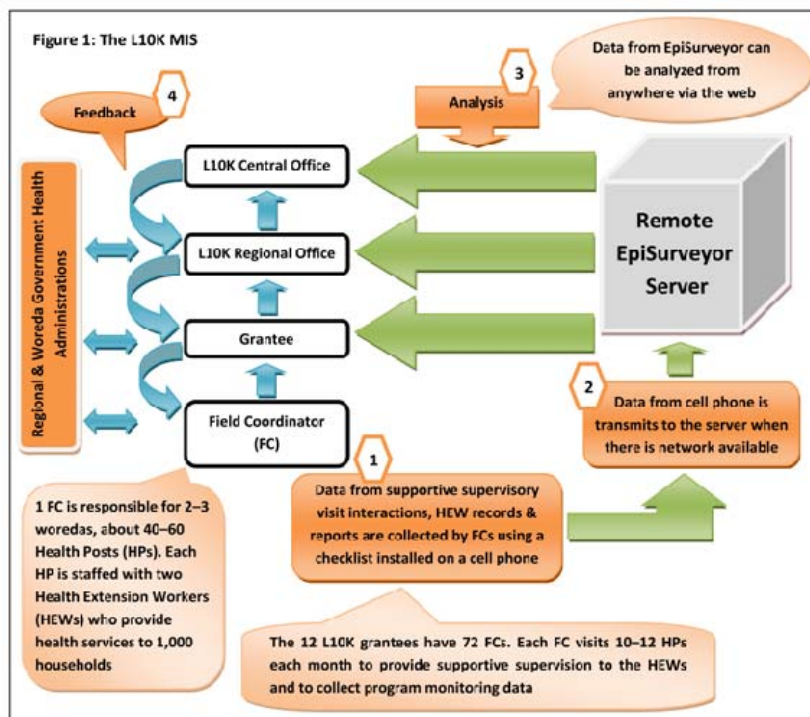 Figure 1: The L10K MIS
4
Feedback
3
Analysis
Data from EpiSurveyor can
be analyzed from
anywhere via the web
Regional & Woreda Government Health
Administrations
L10K Central Office
L10K Regional Office
Grantee
Field Coordinator
(FC)
Remote
EpiSurveyor
Server
2
Data from cell phone is
transmits to the server when
there is network available
1
Data from supportive supervisory
visit interactions, HEW records &
reports are collected by FCs using a
checklist installed on a cell phone
1 FC is responsible for 2–3
woredas, about 40–60
Health Posts (HPs). Each
HP is staffed with two
Health Extension Workers
(HEWs) who provide
health services to 1,000
households
The 12 L10K grantees have 72 FCs. Each FC visits 10–12 HPs
each month to provide supportive supervision to the HEWs
and to collect program monitoring data